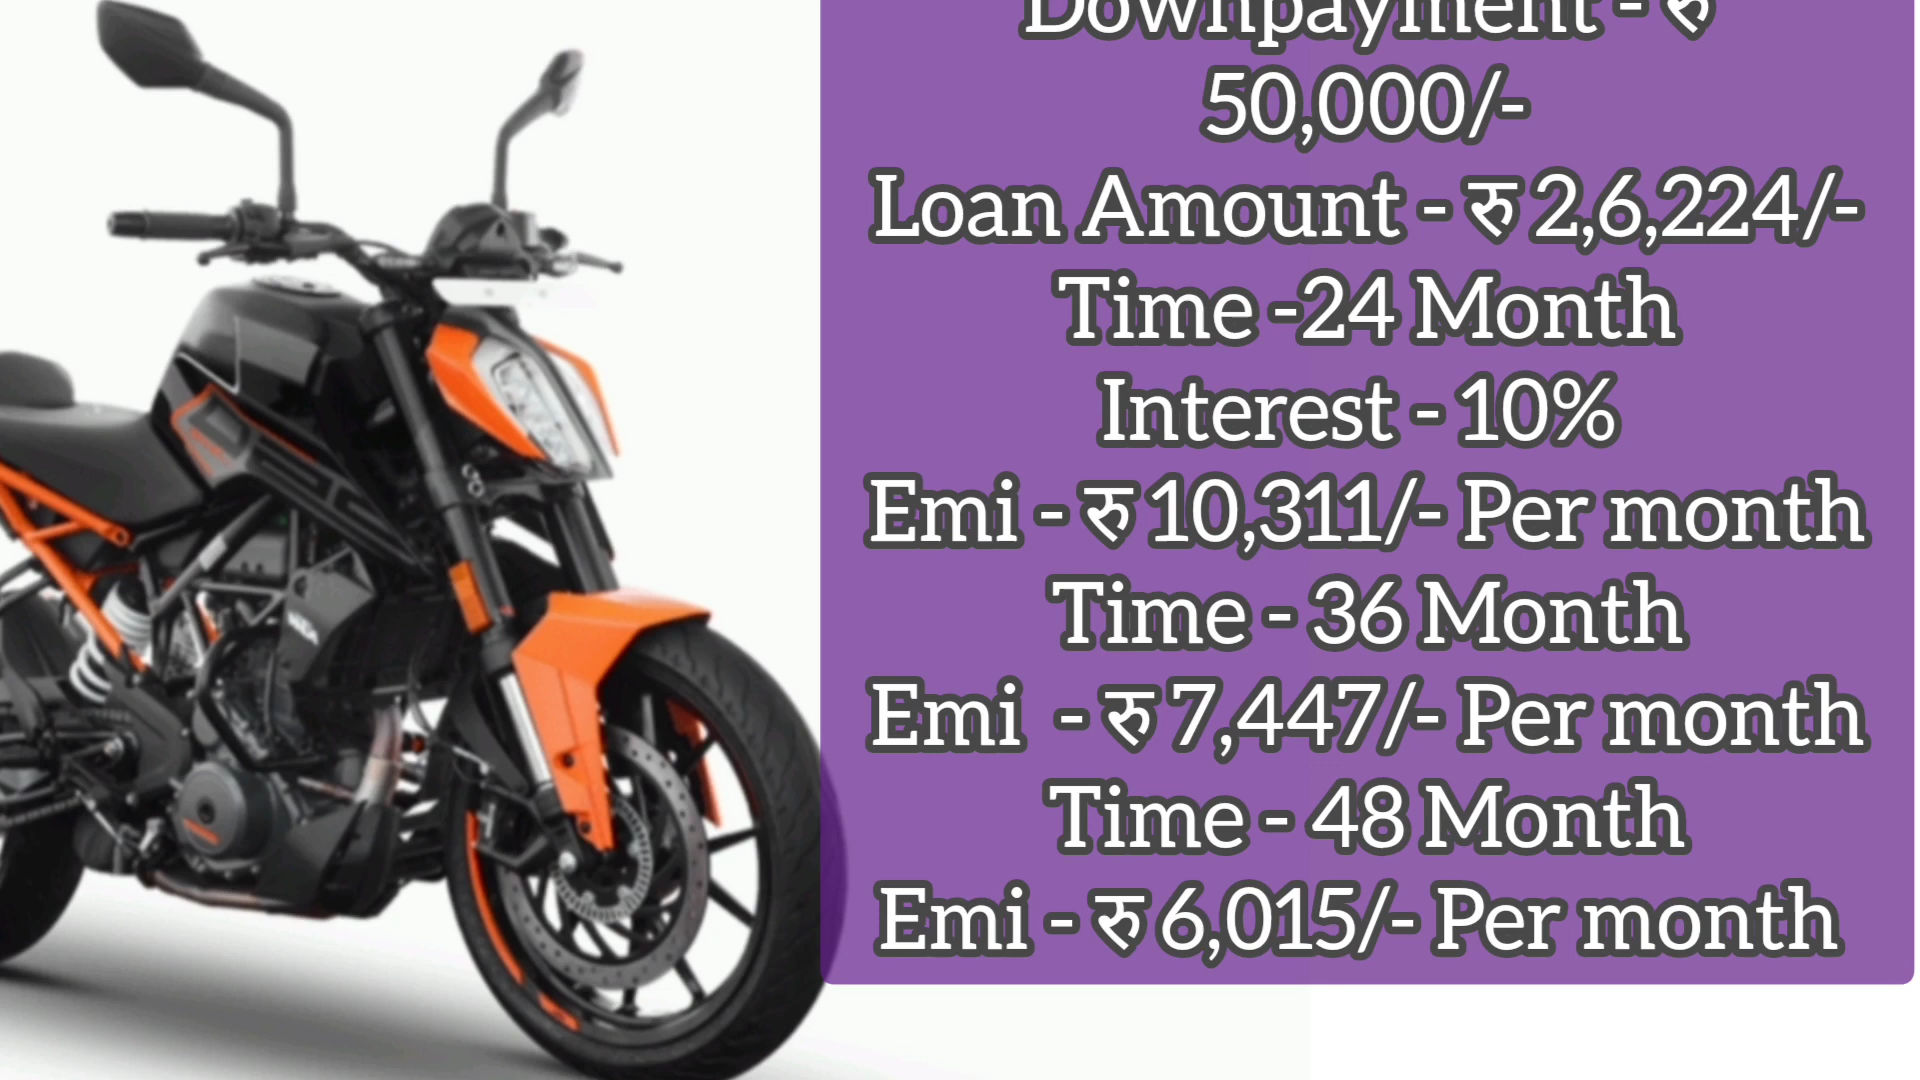 Downpayment - रु
50,000/-
Loan Amount - रु 2,6,224/-
Time -24 Month
Interest - 10%
Emi - रु 10,311/- Per month
Time - 36 Month
Emi  - रु 7,447/- Per month
Time - 48 Month
Emi - रु 6,015/- Per month